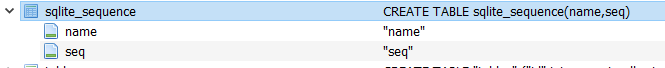 sqlite_sequence CREATE TABLE sqlite_sequence(name,seq)
name "name"
seq "seq"